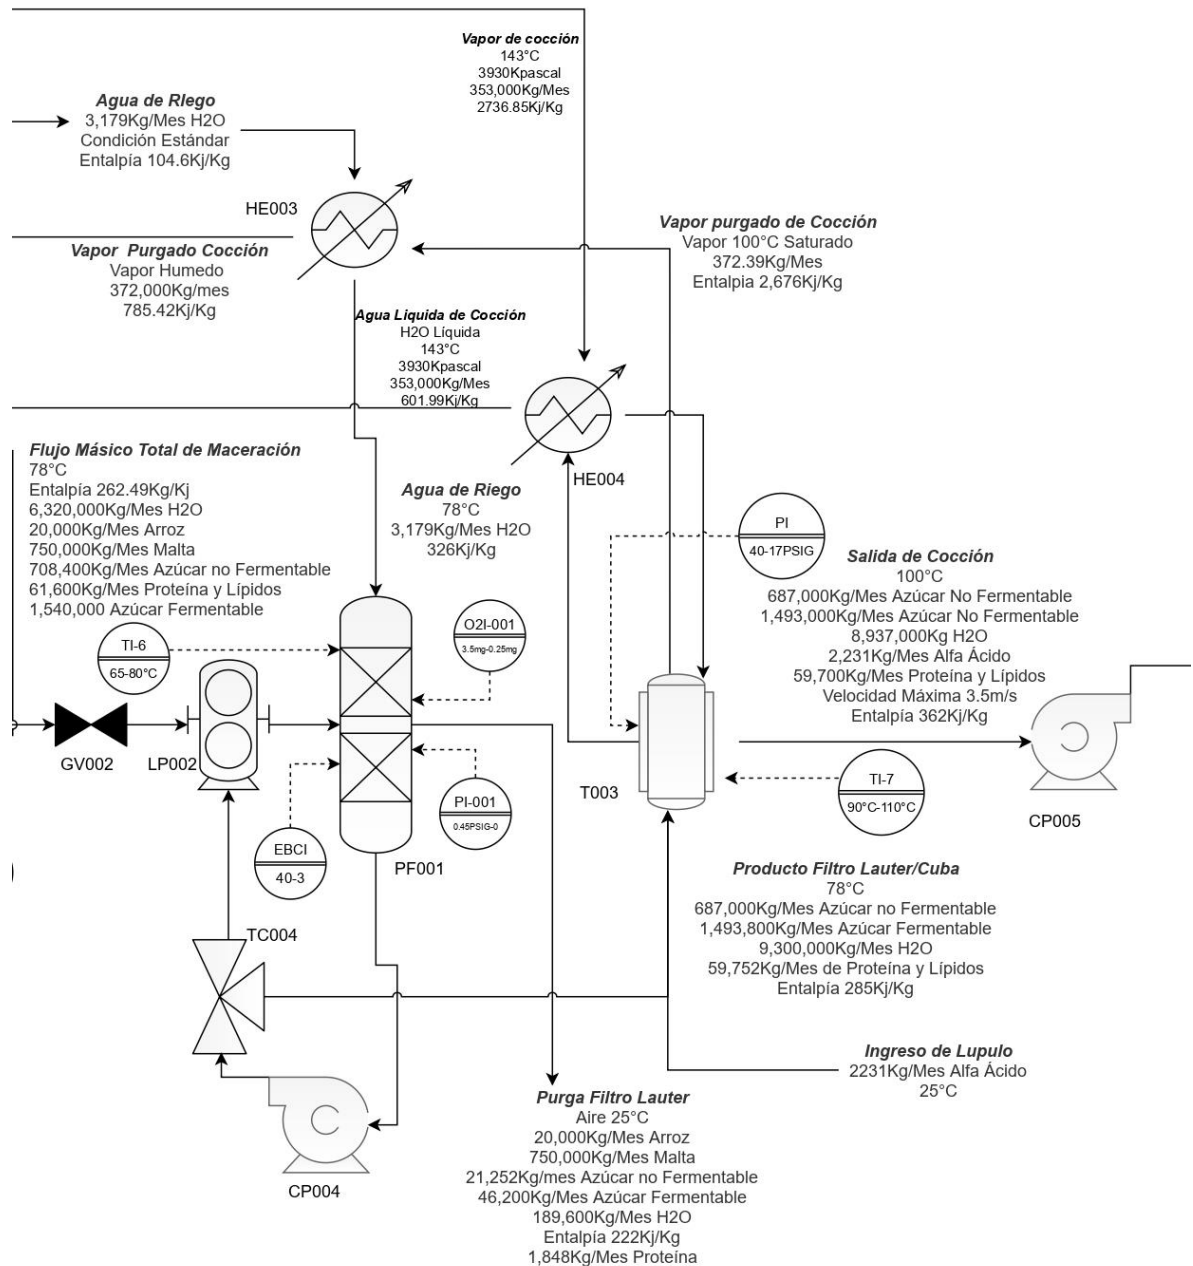 Vapor de cocción
143°C
3930Kpascal
353,000Kg/Mes
2736.85Kj/Kg
Agua de RIego
3,179Kg/Mes H2O
Condición Estándar
Entalpía 104.6Kj/Kg
HE003
Vapor purgado de Cocción
Vapor 100°C Saturado
372.39Kg/Mes
Entalpia 2,676Kj/Kg
Vapor Purgado Cocción
Vapor Humedo
372,000Kg/mes
785.42Kj/Kg
Agua Liquida de Cocción
H2O Líquida
143°C
3930Kpascal
353,000Kg/Mes
601.99Kj/Kg
HE004
Flujo Másico Total de Maceración
78°C
Entalpía 262.49Kg/Kj
6,320,000Kg/Mes H2O
20,000Kg/Mes Arroz
750,000Kg/Mes Malta
708,400Kg/Mes Azúcar no Fermentable
61,600Kg/Mes Proteína y Lípidos
1,540,000 Azúcar Fermentable
Agua de Riego
78°C
3,179Kg/Mes H2O
326Kj/Kg
PI
40-17PSIG
Salida de Cocción
100°C
687,000Kg/Mes Azúcar No Fermentable
1,493,000Kg/Mes Azúcar No Fermentable
8,937,000Kg H2O
2,231Kg/Mes Alfa Ácido
59,700Kg/Mes Proteína y Lípidos
Velocidad Máxima 3.5m/s
Entalpía 362Kj/Kg
TI-6
65-80°C
O2I-001
3.5mg-0.25mg
GV002
LP002
PI-001
0.45PSIG-0
EBCI
40-3
PF001
T003
TI-7
90°C-110°C
CP005
Producto Filtro Lauter/Cuba
78°C
687,000Kg/Mes Azúcar no Fermentable
1,493,800Kg/Mes Azúcar Fermentable
9,300,000Kg/Mes H2O
59,752Kg/Mes de Proteína y Lípidos
Entalpía 285Kj/Kg
TC004
Ingreso de Lupulo
2231Kg/Mes Alfa Ácido
25°C
CP004
Purga Filtro Lauter
Aire 25°C
20,000Kg/Mes Arroz
750,000Kg/Mes Malta
21,252Kg/mes Azúcar no Fermentable
46,200Kg/Mes Azúcar Fermentable
189,600Kg/Mes H2O
Entalpía 222Kj/Kg
1,848Kg/Mes Proteína